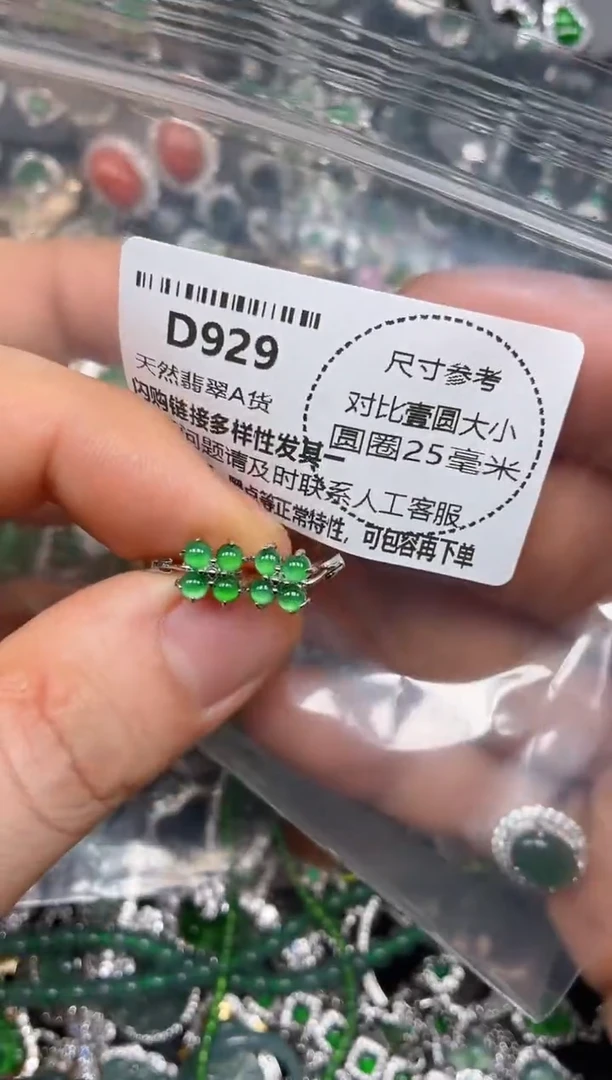 D929
天然翡翠A货
闪购链接多样性发其一
问题请及时联系人工客服
等正常特性，可包容再下单
尺寸参考
对比壹圆大小
圆圈25毫米